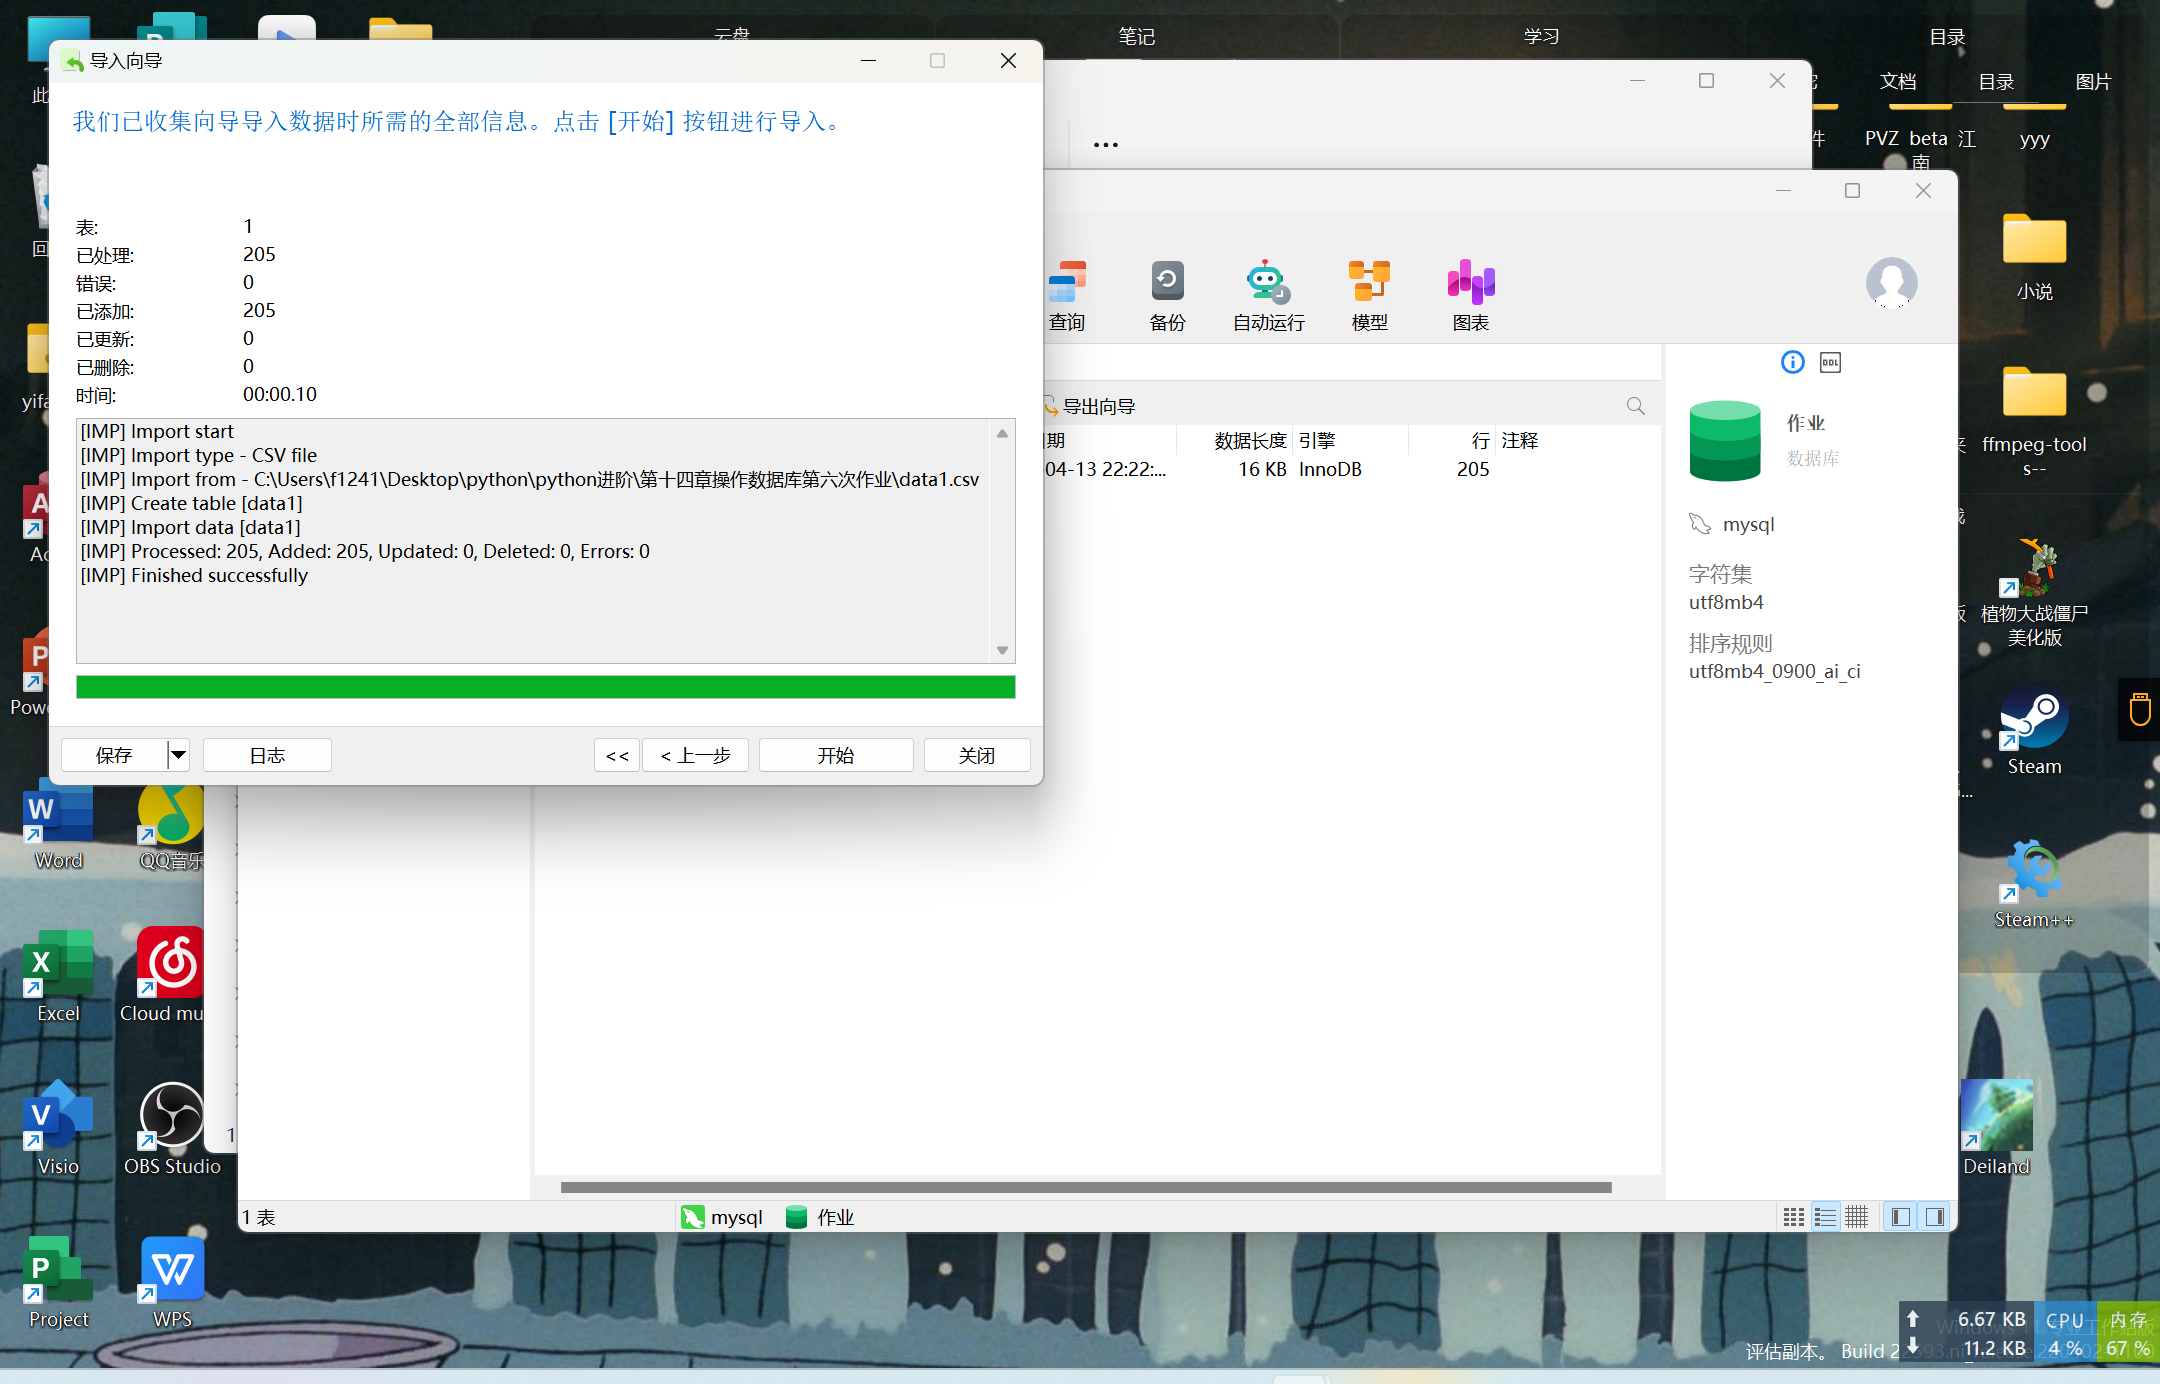 云盘
笔记
学习
目录
文档
目录
图片
PVZ beta 江
南
yyy
小说
ffmpeg-tool
s--
植物大战僵尸
美化版
Steam
Steam++
Deiland
导入向导
我们已收集向导导入数据时所需的全部信息。点击 [开始] 按钮进行导入。
表: 1
已处理: 205
错误: 0
已添加: 205
已更新: 0
已删除: 0
时间: 00:00.10
[IMP] Import start
[IMP] Import type - CSV file
[IMP] Import from - C:\Users\f1241\Desktop\python\python进阶\第十四章操作数据库第六次作业\data1.csv
[IMP] Create table [data1]
[IMP] Import data [data1]
[IMP] Processed: 205, Added: 205, Updated: 0, Deleted: 0, Errors: 0
[IMP] Finished successfully
保存
日志
<<
< 上一步
开始
关闭
...
查询
备份
自动运行
模型
图表
导出向导
期 数据长度 引擎 行 注释
04-13 22:22:... 16 KB InnoDB 205
DDL
作业
数据库
mysql
字符集
utf8mb4
排序规则
utf8mb4_0900_ai_ci
1 表
mysql
作业
此
回
yifa
Ac
Powe
Word
QQ音乐
Excel
Cloud mu
Visio
OBS Studio
Project
WPS
1
6.67 KB
11.2 KB
CPU
4 %
内存
67 %
评估副本。 Build 2